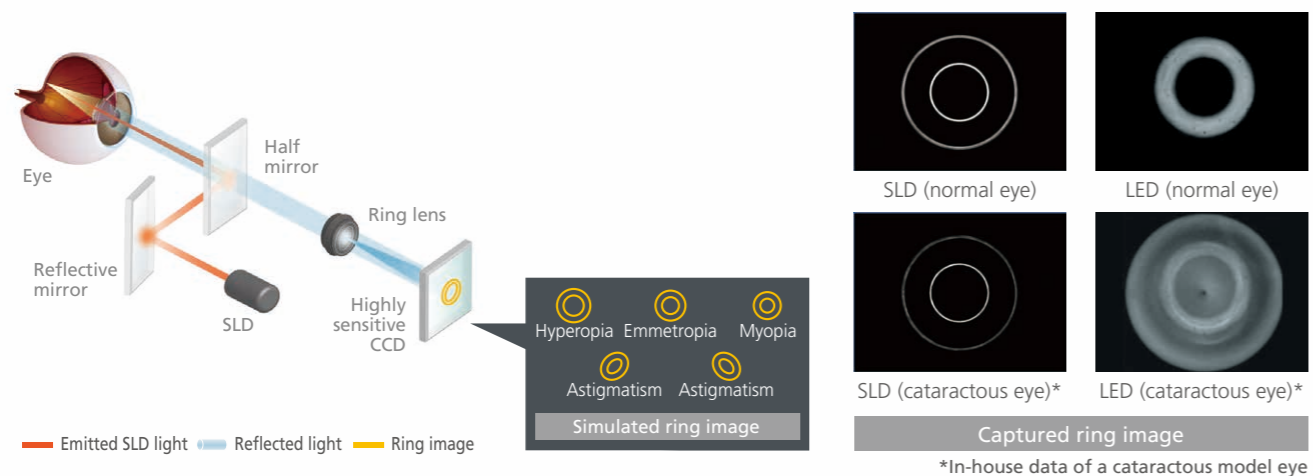 Eye
Half
mirror
Ring lens
Reflective
mirror
SLD
Highly
sensitive
CCD
Emitted SLD light
Reflected light
Ring image
Hyperopia
Emmetropia
Myopia
Astigmatism
Astigmatism
Simulated ring image
SLD (normal eye)
LED (normal eye)
SLD (cataractous eye)*
LED (cataractous eye)*
Captured ring image
*In-house data of a cataractous model eye